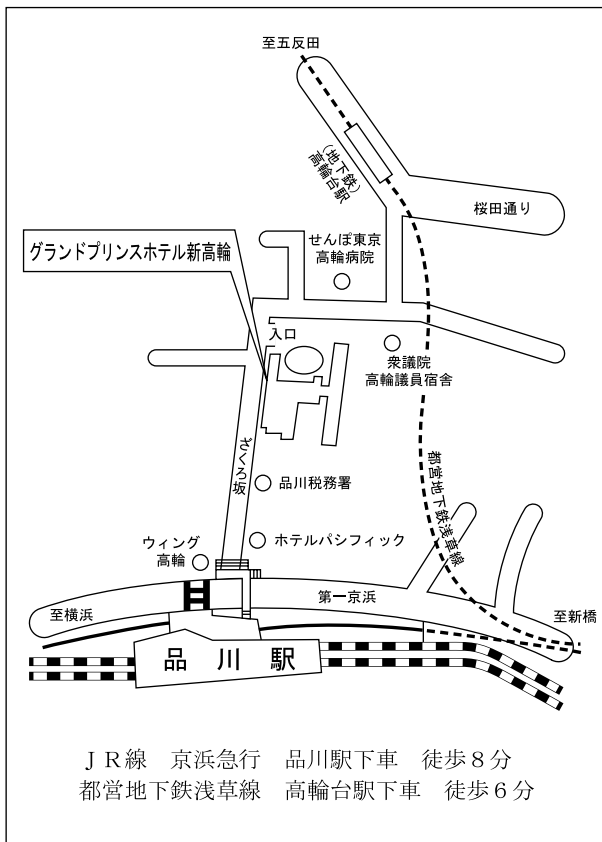 至五反田
（地下鉄）
高輪台駅
桜田通り
せんぽ東京
高輪病院
グランドプリンスホテル新高輪
入口
衆議院
高輪議員宿舎
ざくろ坂
品川税務署
都営地下鉄浅草線
ウィング
高輪
ホテルパシフィック
第一京浜
至横浜
至新橋
品川駅
ＪＲ線　京浜急行　品川駅下車　徒歩８分
都営地下鉄浅草線　高輪台駅下車　徒歩６分